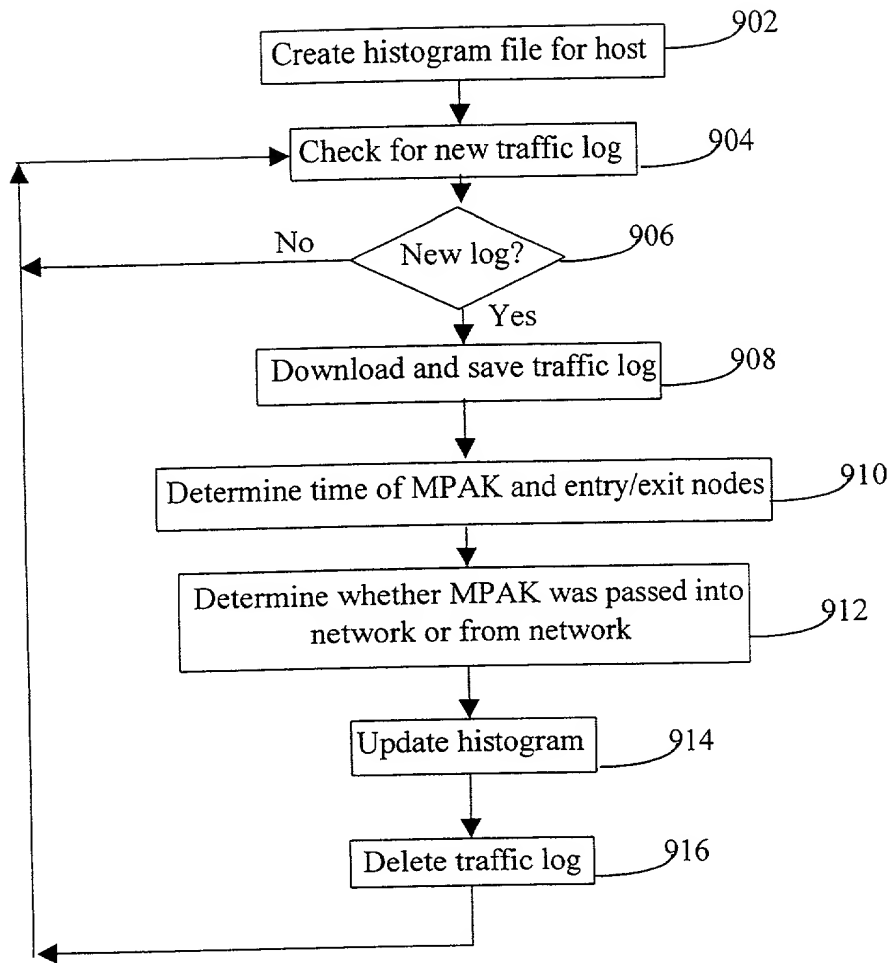 902
Create histogram file for host
Check for new traffic log
904
No
New log?
906
Yes
Download and save traffic log
908
Determine time of MPAK and entry/exit nodes
910
Determine whether MPAK was passed into
network or from network
912
Update histogram
914
Delete traffic log
916